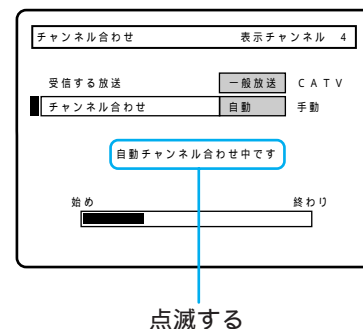 チャンネル合わせ 表示チャンネル 4
受信する放送 一般放送 CATV
チャンネル合わせ 自動 手動
自動チャンネル合わせ中です
始め 終わり
点滅する